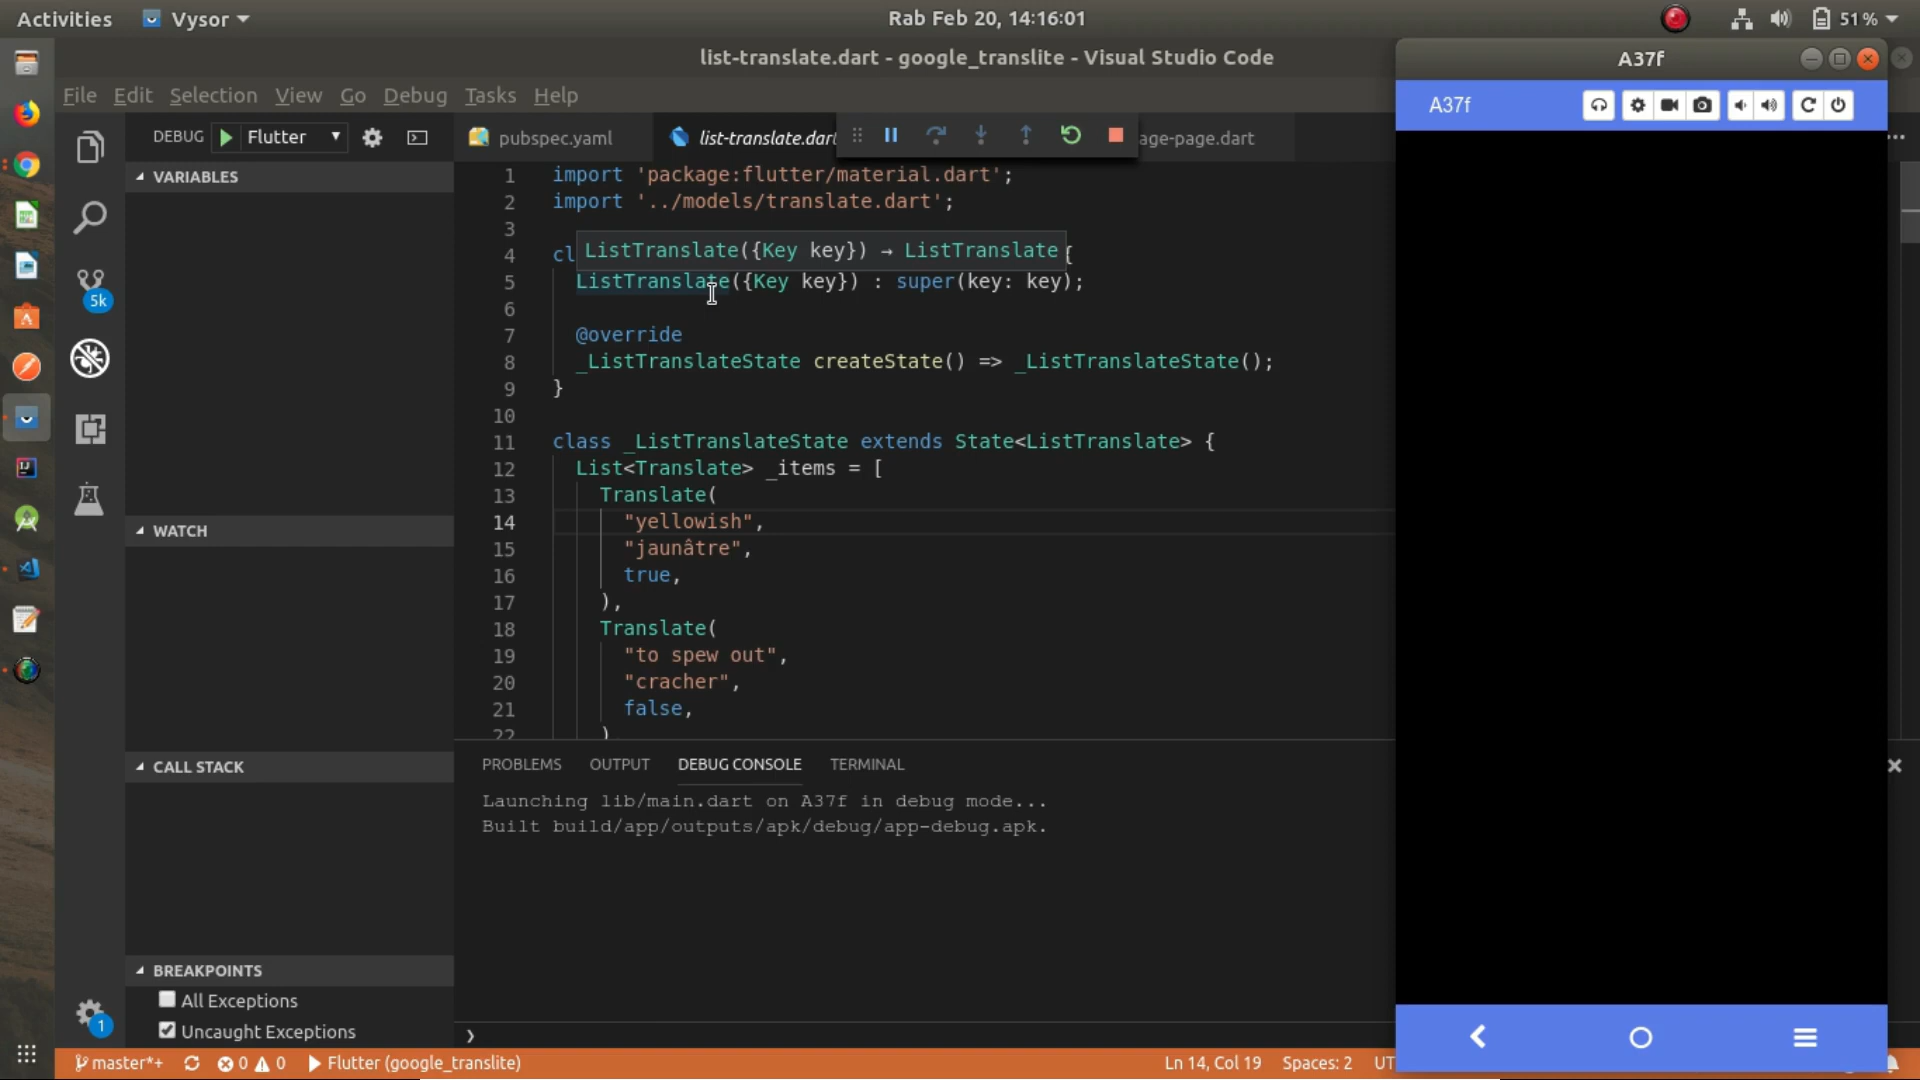 Activities
Vysor
Rab Feb 20, 14:16:01
51 %
list-translate.dart - google_translite - Visual Studio Code
A37f
File Edit Selection View Go Debug Tasks Help
A37f
DEBUG Flutter
pubspec.yaml
list-translate.dart
age-page.dart
VARIABLES
1 import 'package:flutter/material.dart';
2 import '../models/translate.dart';
3
ListTranslate({Key key}) → ListTranslate
4 cl {
5 ListTranslate({Key key}) : super(key: key);
6
7 @override
8 _ListTranslateState createState() => _ListTranslateState();
9 }
10
11 class _ListTranslateState extends State<ListTranslate> {
12 List<Translate> _items = [
13 Translate(
14 "yellowish",
15 "jaunâtre",
16 true,
17 ),
18 Translate(
19 "to spew out",
20 "cracher",
21 false,
22 )
5k
WATCH
CALL STACK
PROBLEMS OUTPUT DEBUG CONSOLE TERMINAL
Launching lib/main.dart on A37f in debug mode...
Built build/app/outputs/apk/debug/app-debug.apk.
BREAKPOINTS
All Exceptions
Uncaught Exceptions
1
master*+ 0 0 Flutter (google_translite)
Ln 14, Col 19 Spaces: 2 UT